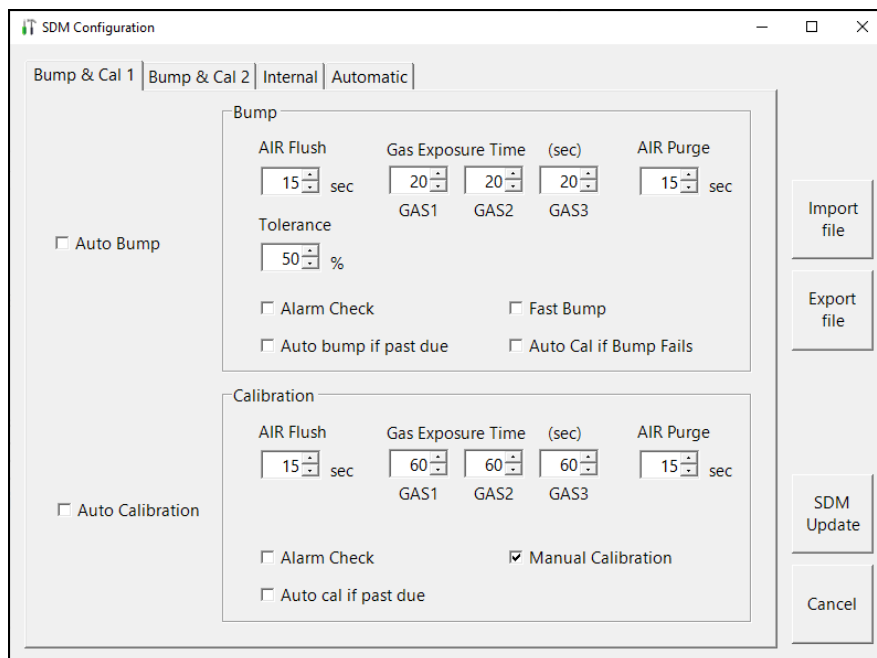 SDM Configuration
Bump & Cal 1 Bump & Cal 2 Internal Automatic
Bump
AIR Flush Gas Exposure Time (sec) AIR Purge
15 sec 20 20 20 15 sec
GAS1 GAS2 GAS3
Tolerance
50 %
Auto Bump
Alarm Check Fast Bump
Auto bump if past due Auto Cal if Bump Fails
Calibration
AIR Flush Gas Exposure Time (sec) AIR Purge
15 sec 60 60 60 15 sec
GAS1 GAS2 GAS3
Auto Calibration
Alarm Check Manual Calibration
Auto cal if past due
Import
file
Export
file
SDM
Update
Cancel